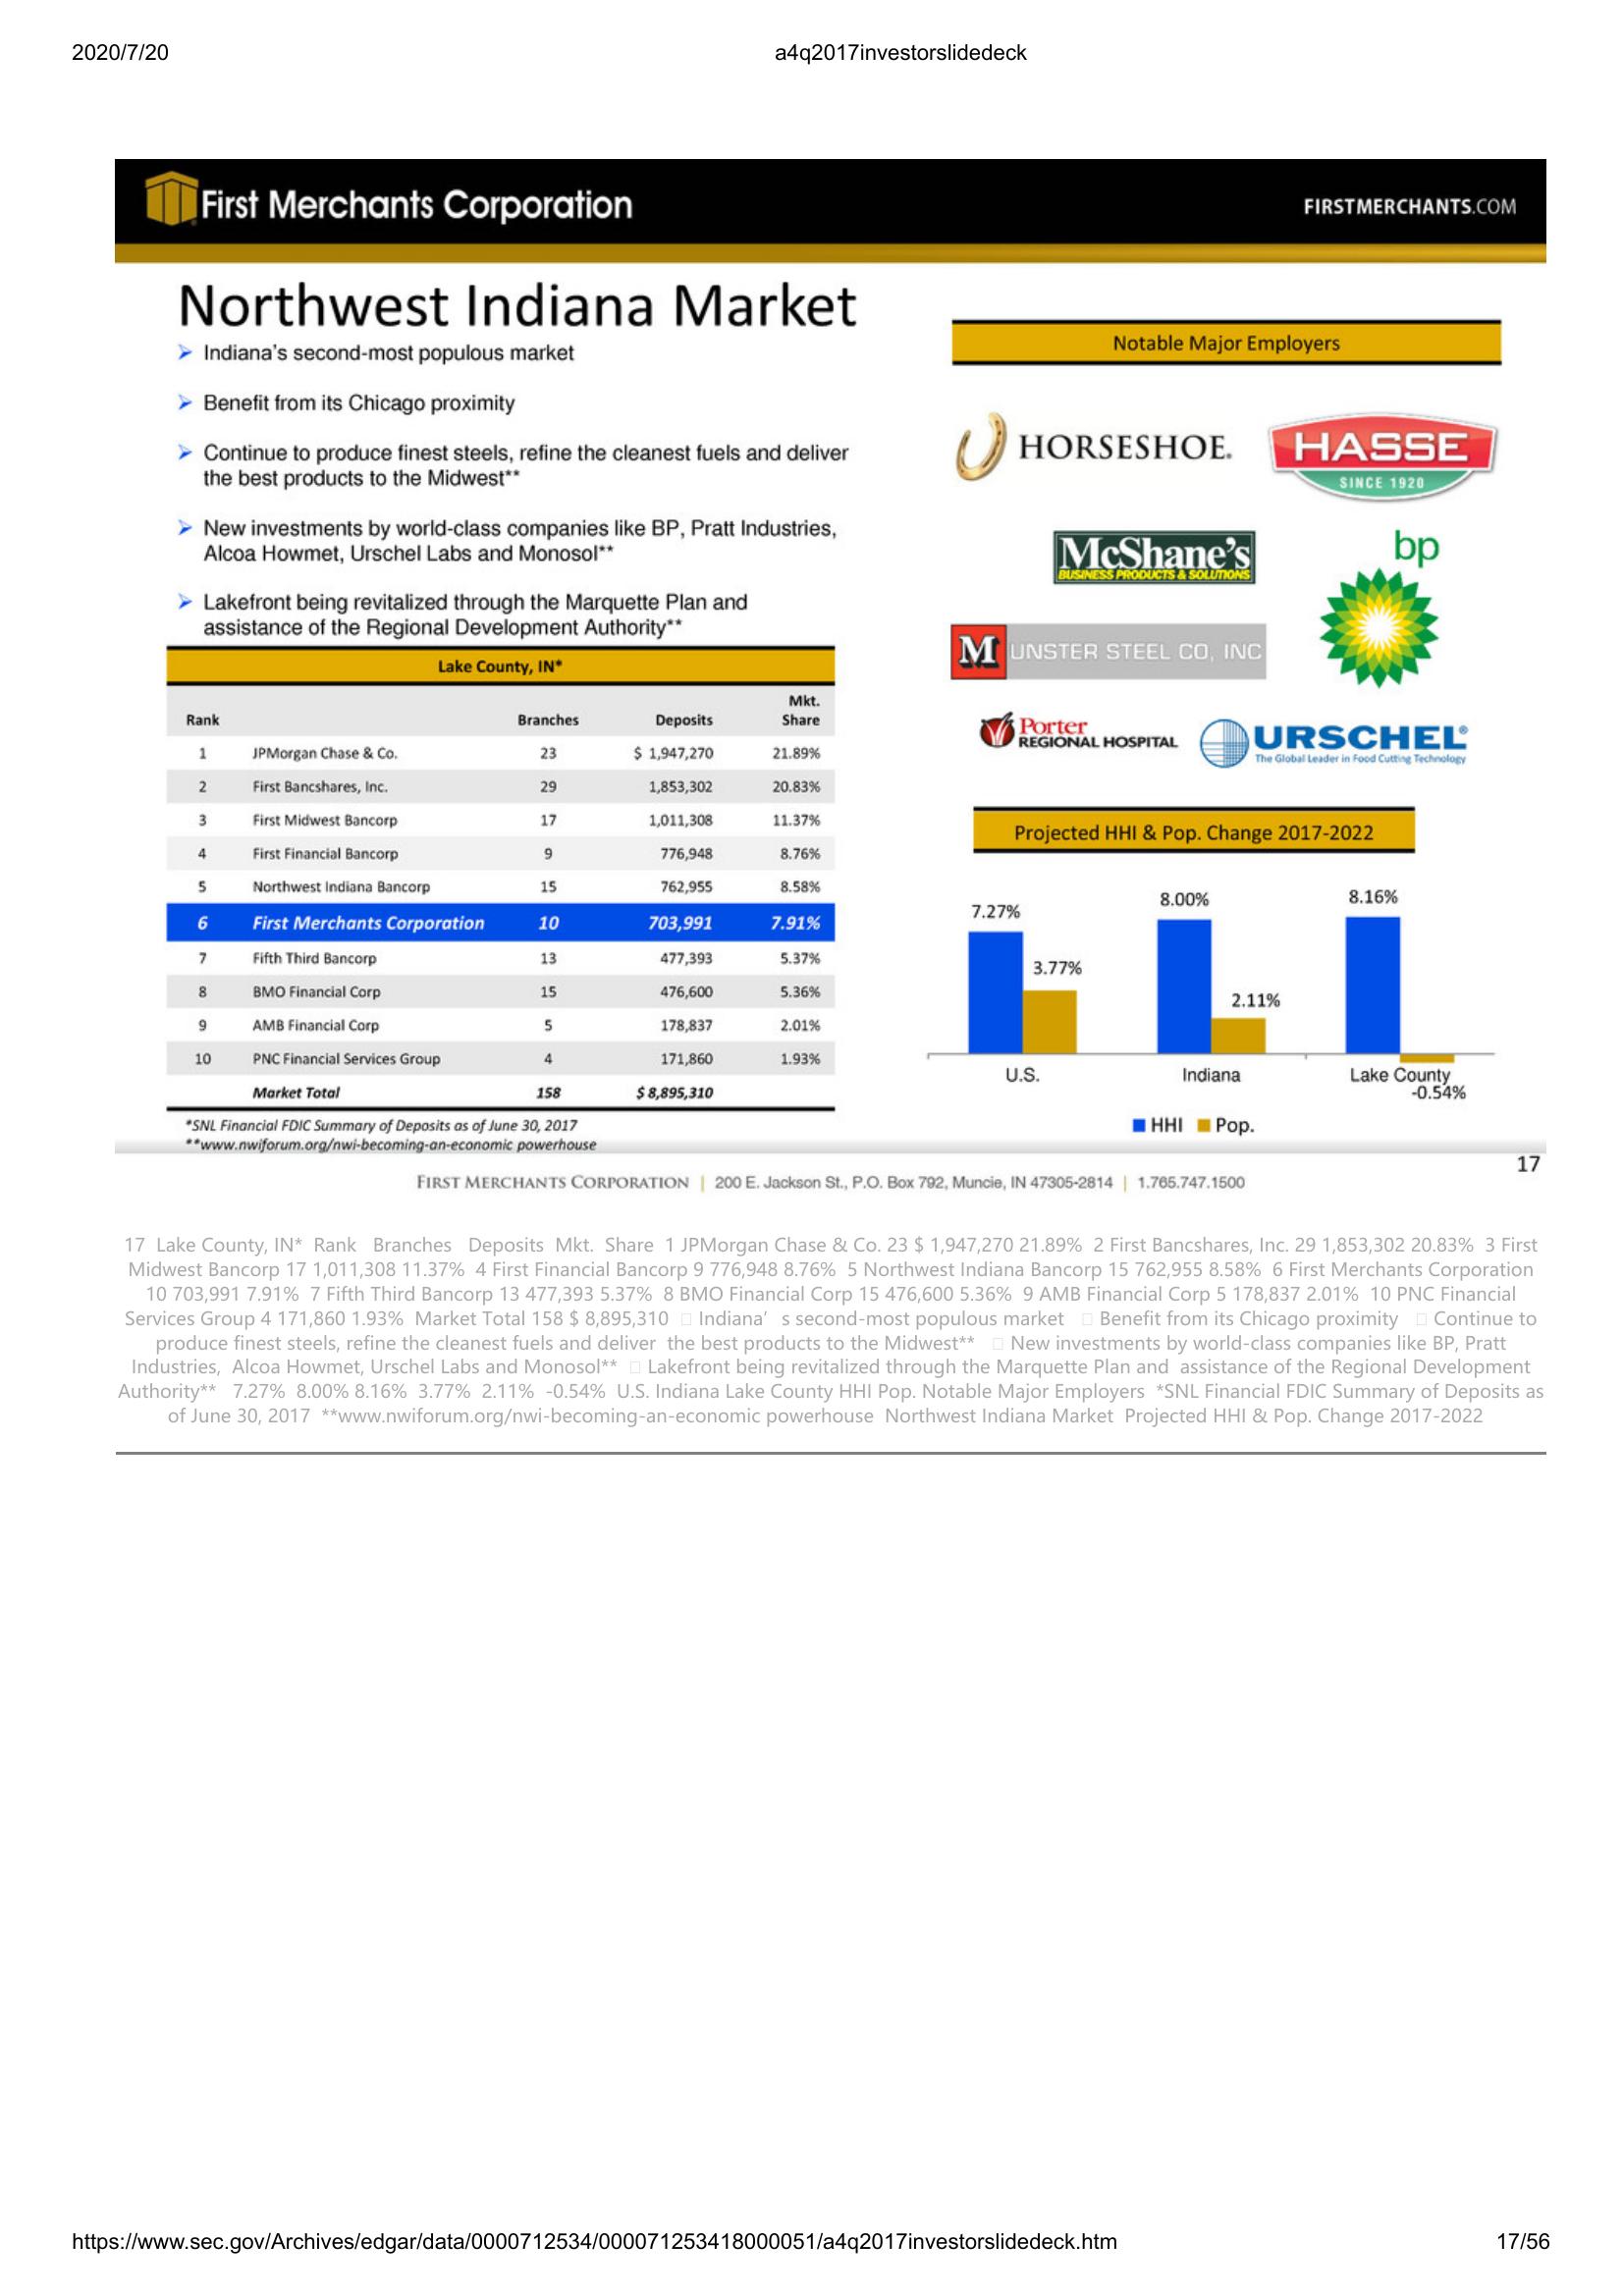 2020/7/20
a4q2017investorslidedeck
First Merchants Corporation
FIRSTMERCHANTS.COM
Northwest Indiana Market
➢ Indiana's second-most populous market
➢ Benefit from its Chicago proximity
➢ Continue to produce finest steels, refine the cleanest fuels and deliver
the best products to the Midwest**
➢ New investments by world-class companies like BP, Pratt Industries,
Alcoa Howmet, Urschel Labs and Monosol**
➢ Lakefront being revitalized through the Marquette Plan and
assistance of the Regional Development Authority**
Lake County, IN*
Rank Branches Deposits Mkt. Share
1 JPMorgan Chase & Co. 23 $ 1,947,270 21.89%
2 First Bancshares, Inc. 29 1,853,302 20.83%
3 First Midwest Bancorp 17 1,011,308 11.37%
4 First Financial Bancorp 9 776,948 8.76%
5 Northwest Indiana Bancorp 15 762,955 8.58%
6 First Merchants Corporation 10 703,991 7.91%
7 Fifth Third Bancorp 13 477,393 5.37%
8 BMO Financial Corp 15 476,600 5.36%
9 AMB Financial Corp 5 178,837 2.01%
10 PNC Financial Services Group 4 171,860 1.93%
Market Total 158 $ 8,895,310
*SNL Financial FDIC Summary of Deposits as of June 30, 2017
**www.nwiforum.org/nwi-becoming-an-economic powerhouse
Notable Major Employers
HORSESHOE.
HASSE
SINCE 1920
McShane's
BUSINESS PRODUCTS & SOLUTIONS
bp
MUNSTER STEEL CO, INC
Porter
REGIONAL HOSPITAL
URSCHEL®
The Global Leader in Food Cutting Technology
Projected HHI & Pop. Change 2017-2022
7.27% 8.00% 8.16%
3.77% 2.11%
U.S. Indiana Lake County
-0.54%
HHI Pop.
17
FIRST MERCHANTS CORPORATION | 200 E. Jackson St., P.O. Box 792, Muncie, IN 47305-2814 | 1.765.747.1500
17 Lake County, IN* Rank Branches Deposits Mkt. Share 1 JPMorgan Chase & Co. 23 $ 1,947,270 21.89% 2 First Bancshares, Inc. 29 1,853,302 20.83% 3 First
Midwest Bancorp 17 1,011,308 11.37% 4 First Financial Bancorp 9 776,948 8.76% 5 Northwest Indiana Bancorp 15 762,955 8.58% 6 First Merchants Corporation
10 703,991 7.91% 7 Fifth Third Bancorp 13 477,393 5.37% 8 BMO Financial Corp 15 476,600 5.36% 9 AMB Financial Corp 5 178,837 2.01% 10 PNC Financial
Services Group 4 171,860 1.93% Market Total 158 $ 8,895,310 □ Indiana' s second-most populous market □ Benefit from its Chicago proximity □ Continue to
produce finest steels, refine the cleanest fuels and deliver the best products to the Midwest** □ New investments by world-class companies like BP, Pratt
Industries, Alcoa Howmet, Urschel Labs and Monosol** □ Lakefront being revitalized through the Marquette Plan and assistance of the Regional Development
Authority** 7.27% 8.00% 8.16% 3.77% 2.11% -0.54% U.S. Indiana Lake County HHI Pop. Notable Major Employers *SNL Financial FDIC Summary of Deposits as
of June 30, 2017 **www.nwiforum.org/nwi-becoming-an-economic powerhouse Northwest Indiana Market Projected HHI & Pop. Change 2017-2022
https://www.sec.gov/Archives/edgar/data/0000712534/000071253418000051/a4q2017investorslidedeck.htm
17/56